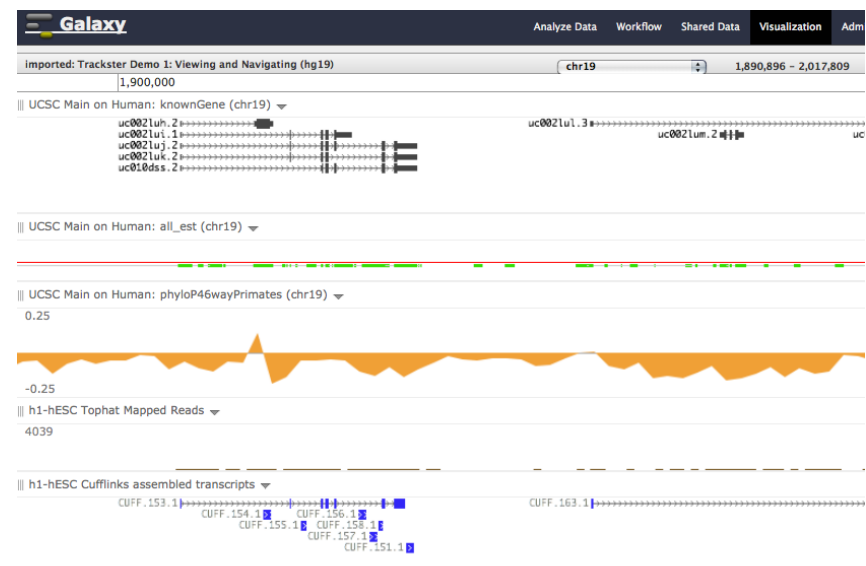 Galaxy
Analyze Data Workflow Shared Data Visualization Adm
imported: Trackster Demo 1: Viewing and Navigating (hg19)
chr19
1,890,896 - 2,017,809
1,900,000
UCSC Main on Human: knownGene (chr19)
uc002luh.2
uc002lul.3
uc002lui.1
uc002lum.2
uc
uc002luj.2
uc002luk.2
uc010dss.2
UCSC Main on Human: all_est (chr19)
UCSC Main on Human: phyloP46wayPrimates (chr19)
0.25
-0.25
h1-hESC Tophat Mapped Reads
4039
h1-hESC Cufflinks assembled transcripts
CUFF.153.1
CUFF.163.1
CUFF.154.1
CUFF.156.1
CUFF.155.1
CUFF.158.1
CUFF.157.1
CUFF.151.1